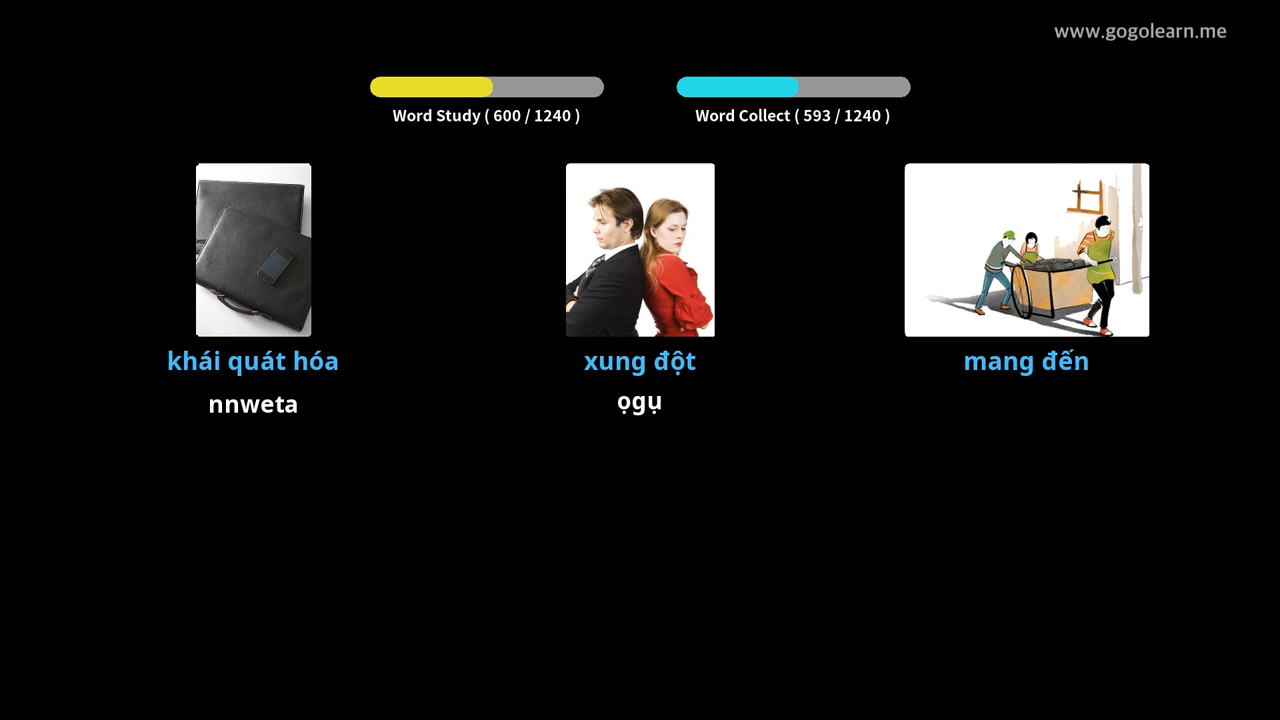 www.gogolearn.me
Word Study ( 600 / 1240 )
Word Collect ( 593 / 1240 )
khái quát hóa
xung đột
mang đến
nnweta
ọgụ